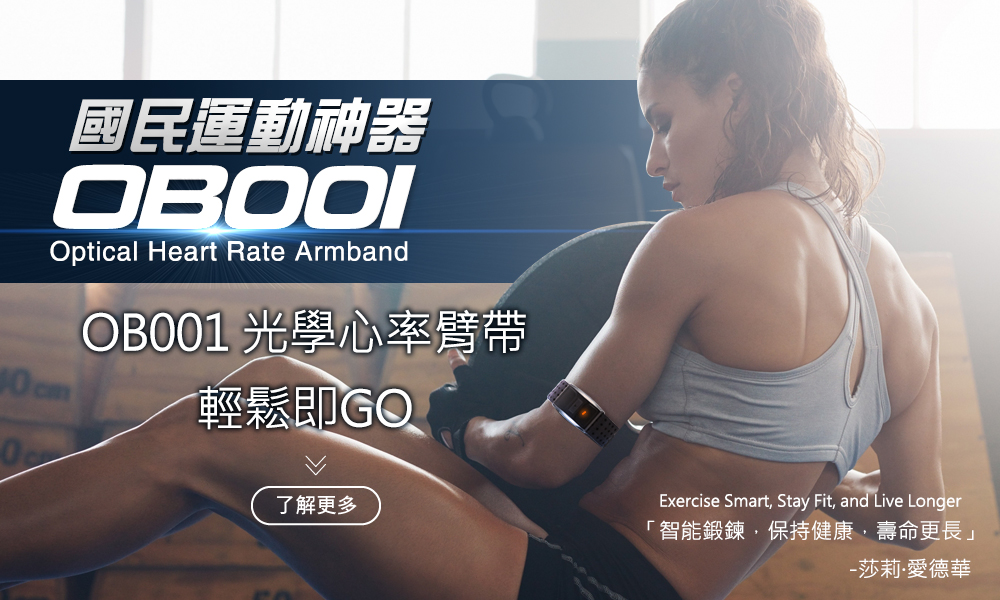 國民運動神器
OB001
Optical Heart Rate Armband
OB001 光學心率臂帶
輕鬆即GO
了解更多
Exercise Smart, Stay Fit, and Live Longer
「智能鍛鍊，保持健康，壽命更長」
-莎莉·愛德華